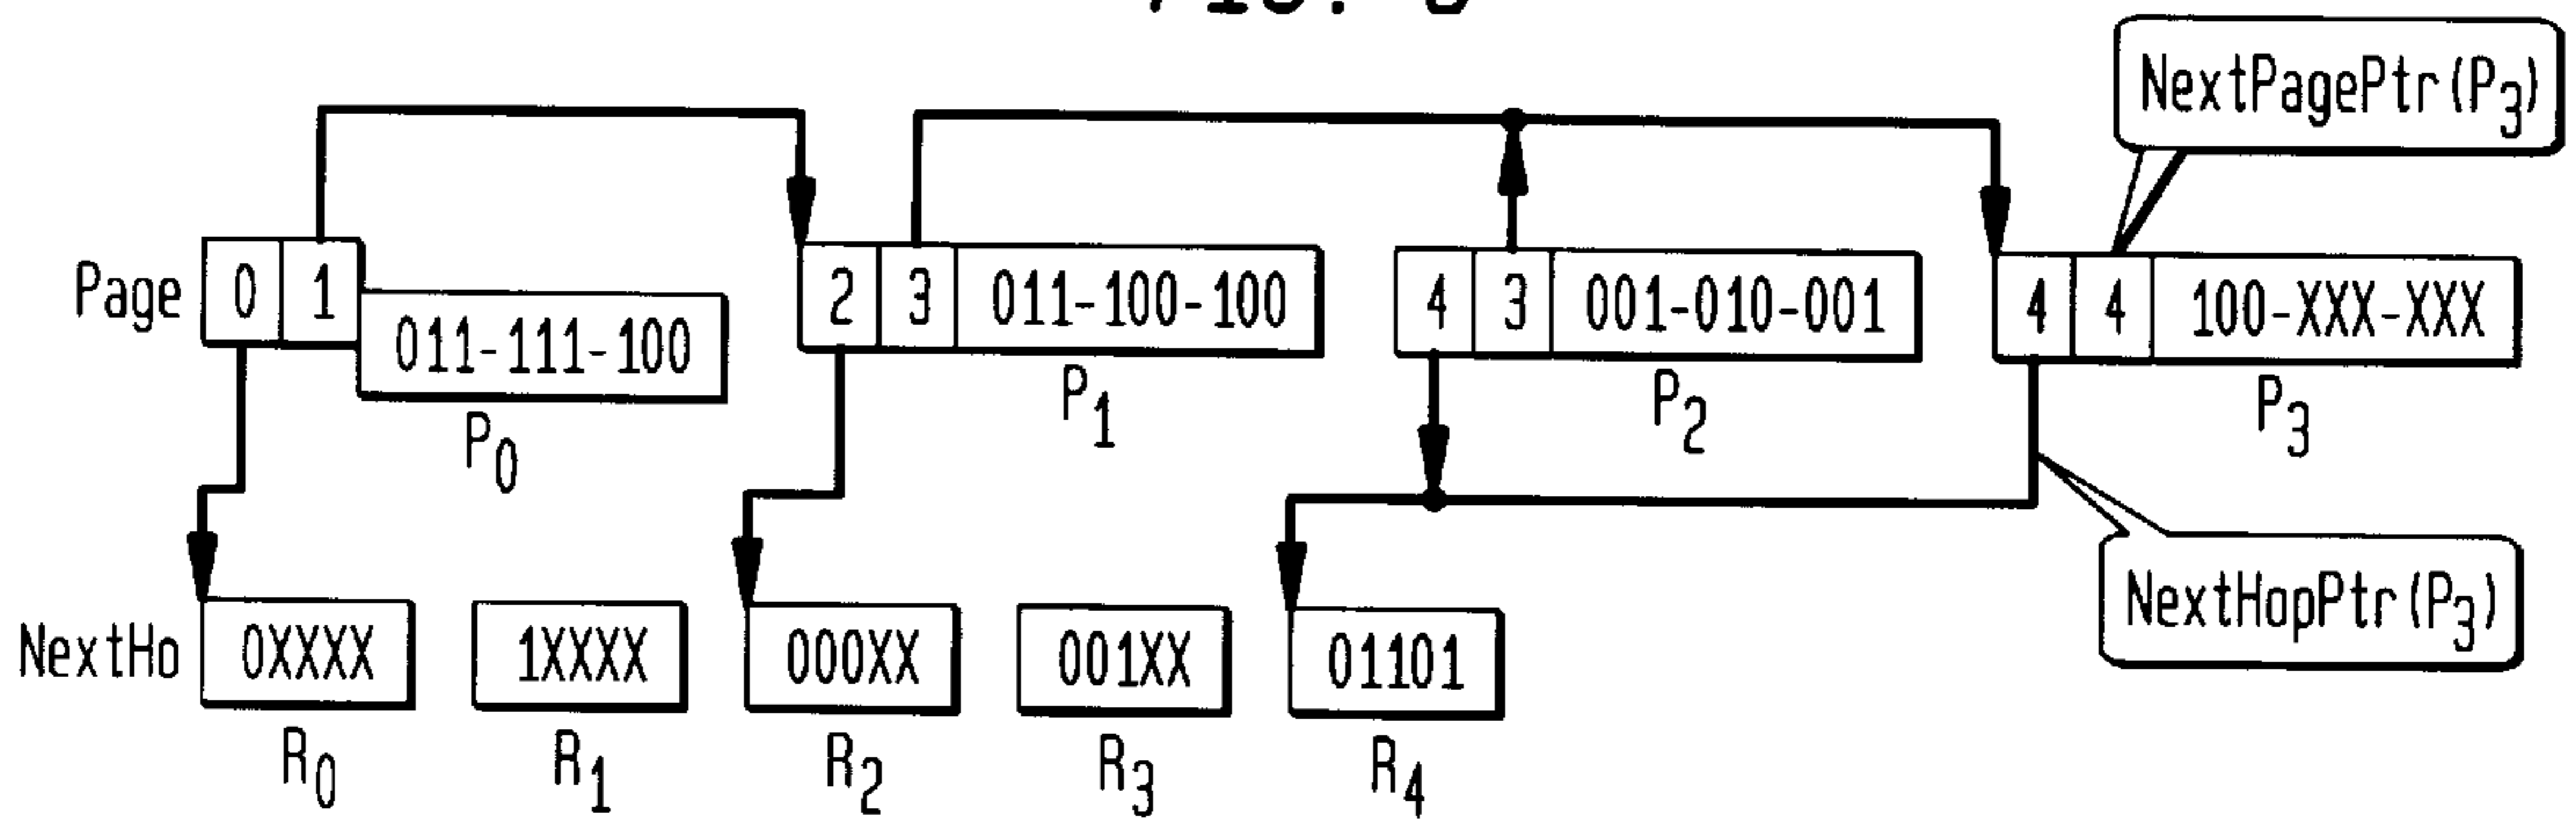 NextPagePtr(P3)
Page 0 1 2 3 011-100-100 4 3 001-010-001 4 4 100-XXX-XXX
011-111-100
P0 P1 P2 P3
NextHopPtr(P3)
NextHo 0XXXX 1XXXX 000XX 001XX 01101
R0 R1 R2 R3 R4